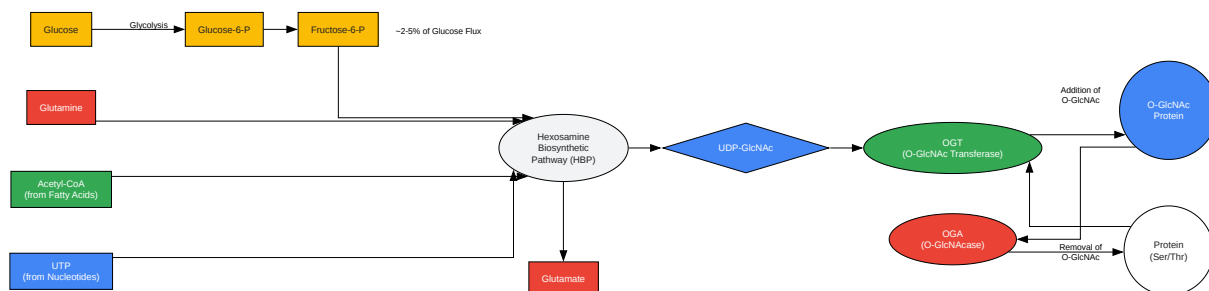 Glucose
Glycolysis
Glucose-6-P
Fructose-6-P
~2-5% of Glucose Flux
Glutamine
Acetyl-CoA
(from Fatty Acids)
UTP
(from Nucleotides)
Hexosamine
Biosynthetic
Pathway (HBP)
Glutamate
UDP-GlcNAc
OGT
(O-GlcNAc Transferase)
Addition of
O-GlcNAc
O-GlcNAc
Protein
OGA
(O-GlcNAcase)
Removal of
O-GlcNAc
Protein
(Ser/Thr)